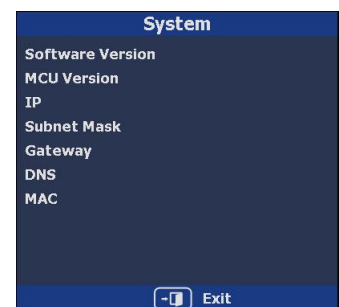 System
Software Version
MCU Version
IP
Subnet Mask
Gateway
DNS
MAC
Exit